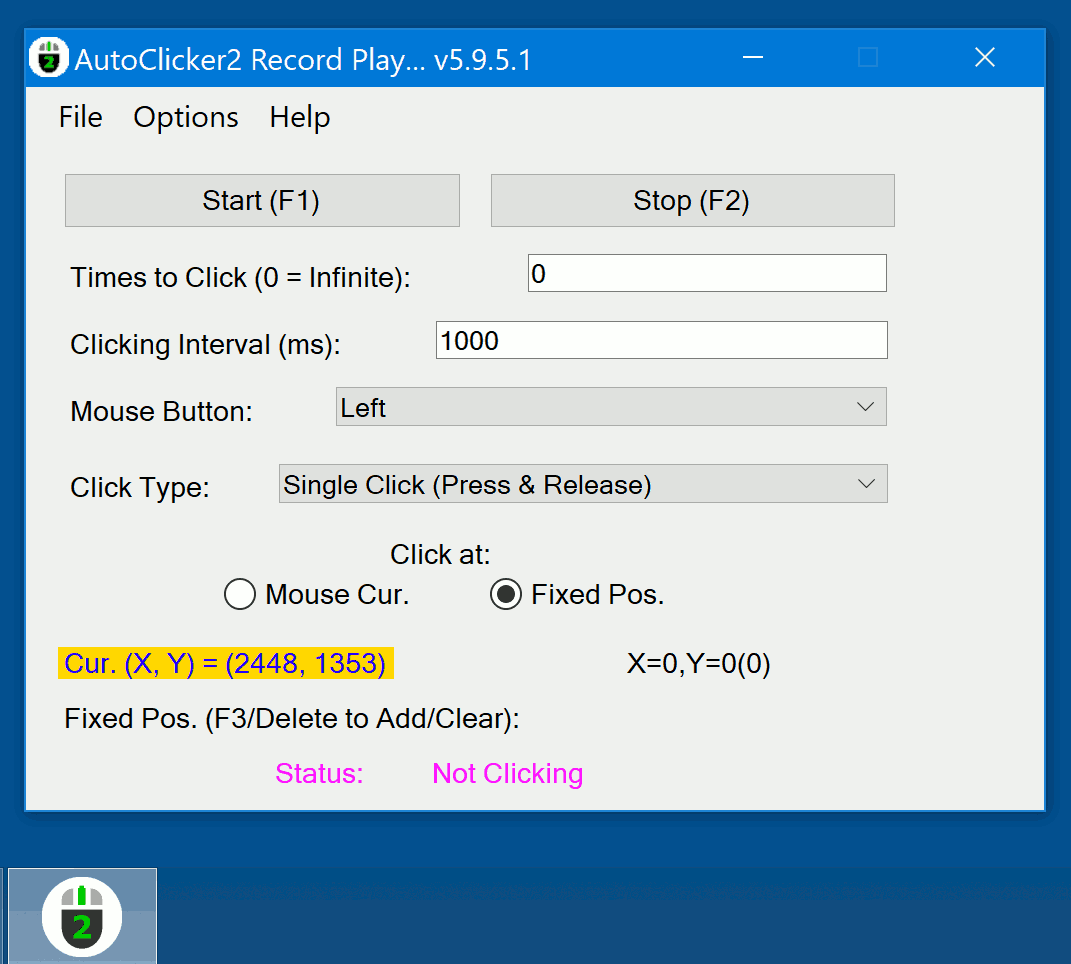 2
AutoClicker2 Record Play... v5.9.5.1
File Options Help
Start (F1) Stop (F2)
Times to Click (0 = Infinite): 0
Clicking Interval (ms): 1000
Mouse Button: Left
Click Type: Single Click (Press & Release)
Click at:
Mouse Cur. Fixed Pos.
Cur. (X, Y) = (2448, 1353) X=0,Y=0(0)
Fixed Pos. (F3/Delete to Add/Clear):
Status: Not Clicking
2